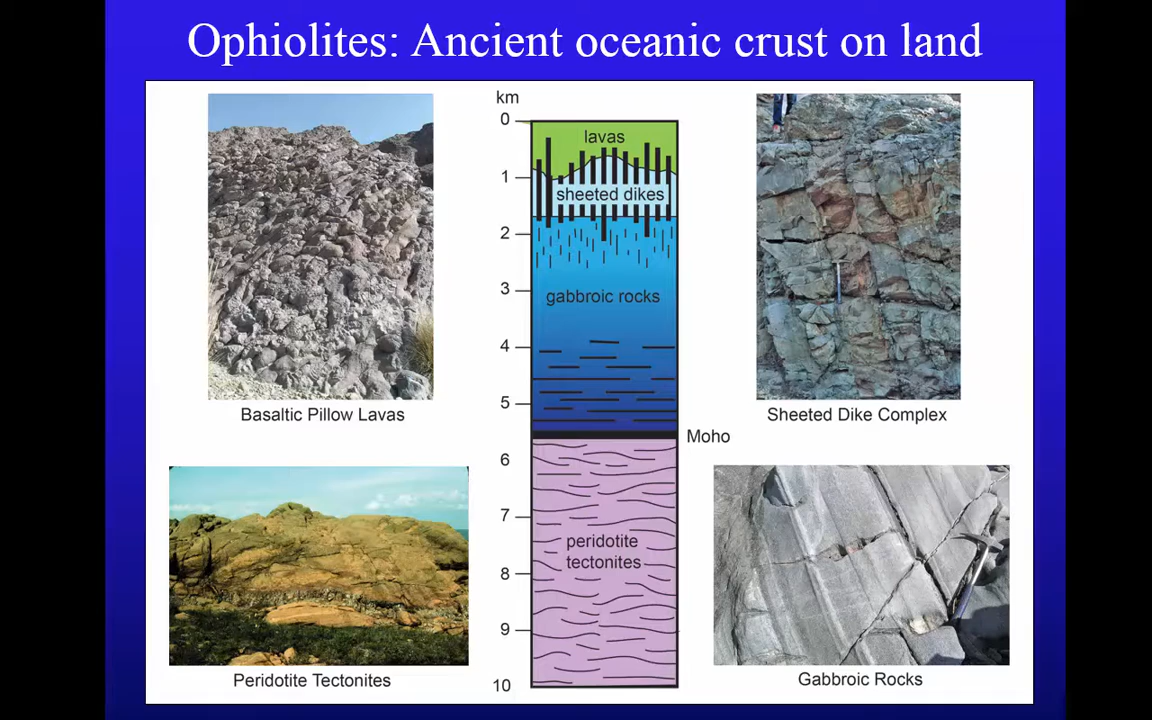 Ophiolites: Ancient oceanic crust on land
km
0
lavas
1
sheeted dikes
2
3
gabbroic rocks
4
5
Moho
6
7
peridotite
tectonites
8
9
10
Basaltic Pillow Lavas
Sheeted Dike Complex
Peridotite Tectonites
Gabbroic Rocks